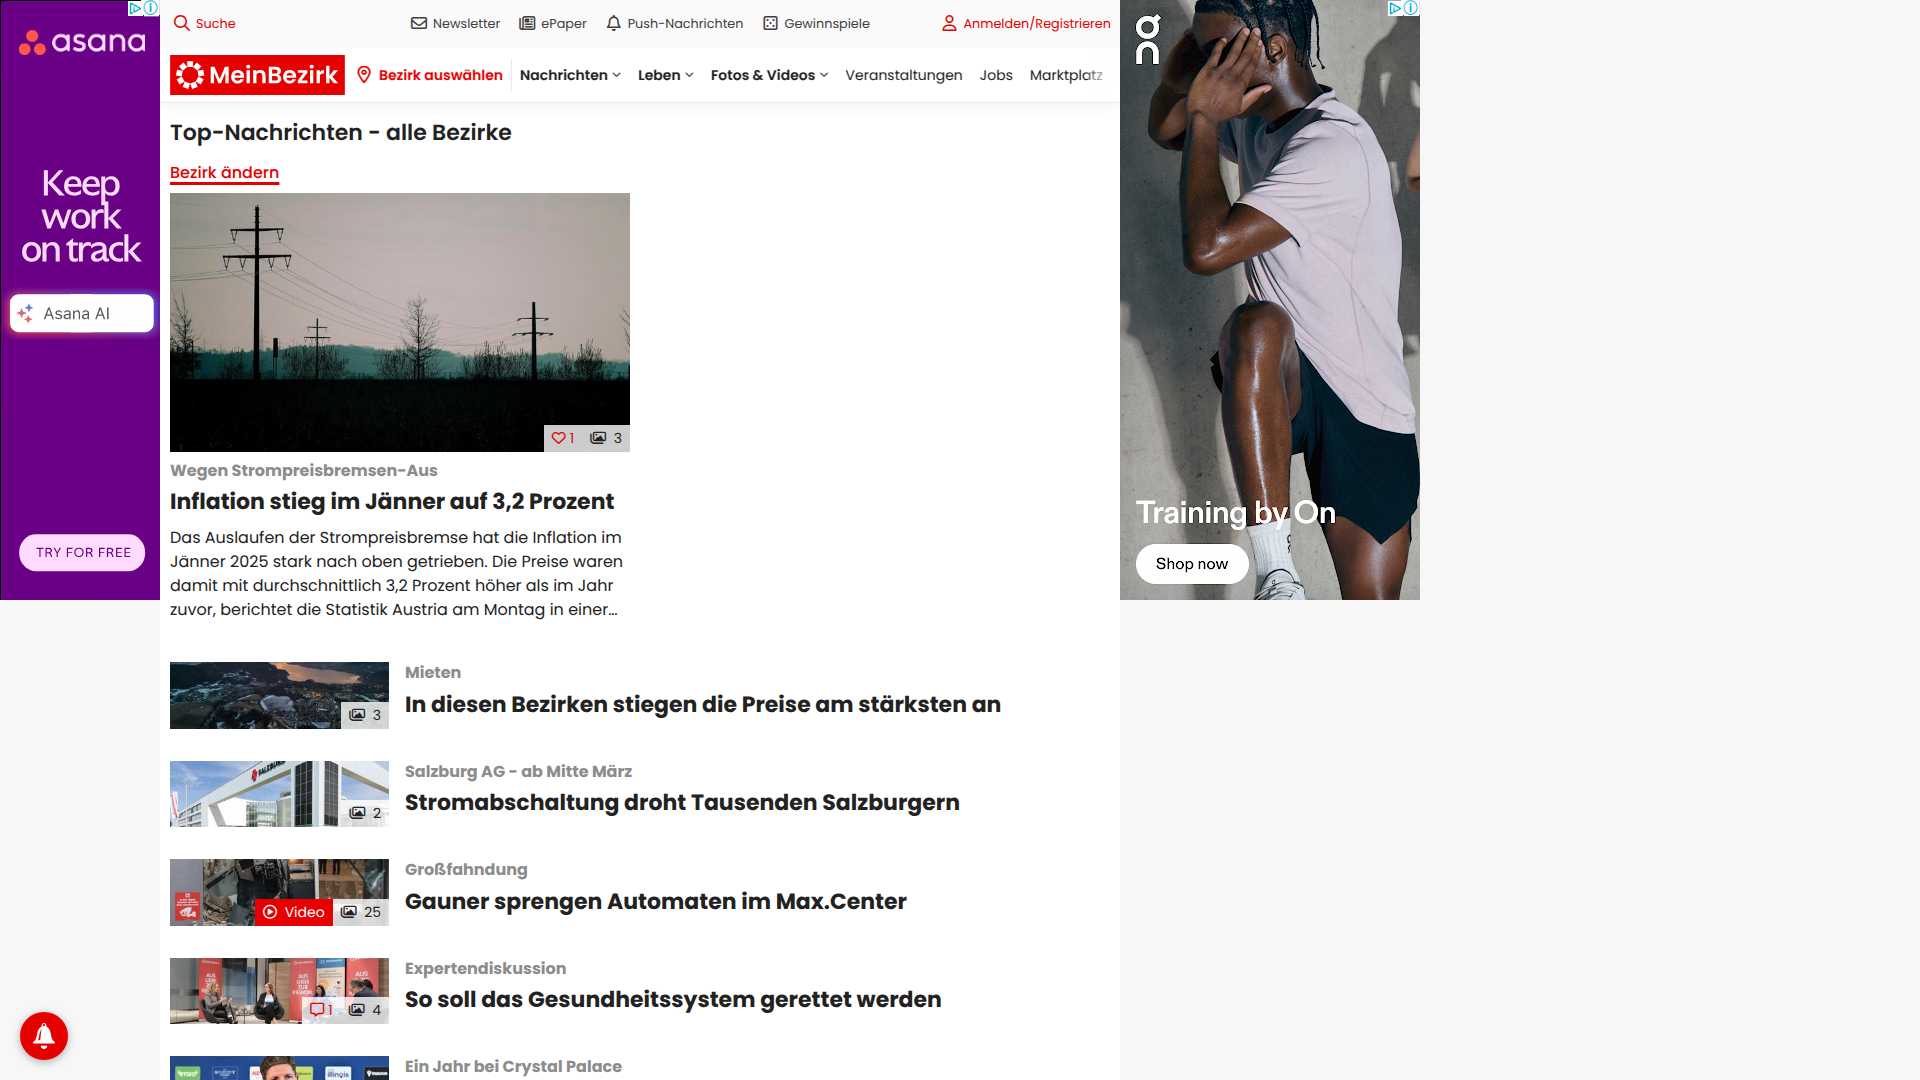 asana
Keep
work
on track
Asana AI
TRY FOR FREE
Suche
Newsletter
ePaper
Push-Nachrichten
Gewinnspiele
Anmelden/Registrieren
MeinBezirk
Bezirk auswählen
Nachrichten
Leben
Fotos & Videos
Veranstaltungen
Jobs
Marktplatz
Top-Nachrichten - alle Bezirke
Bezirk ändern
1
3
Wegen Strompreisbremsen-Aus
Inflation stieg im Jänner auf 3,2 Prozent
Das Auslaufen der Strompreisbremse hat die Inflation im
Jänner 2025 stark nach oben getrieben. Die Preise waren
damit mit durchschnittlich 3,2 Prozent höher als im Jahr
zuvor, berichtet die Statistik Austria am Montag in einer...
3
Mieten
In diesen Bezirken stiegen die Preise am stärksten an
2
Salzburg AG - ab Mitte März
Stromabschaltung droht Tausenden Salzburgern
Video
25
Großfahndung
Gauner sprengen Automaten im Max.Center
1
4
Expertendiskussion
So soll das Gesundheitssystem gerettet werden
Ein Jahr bei Crystal Palace
Training by On
Shop now